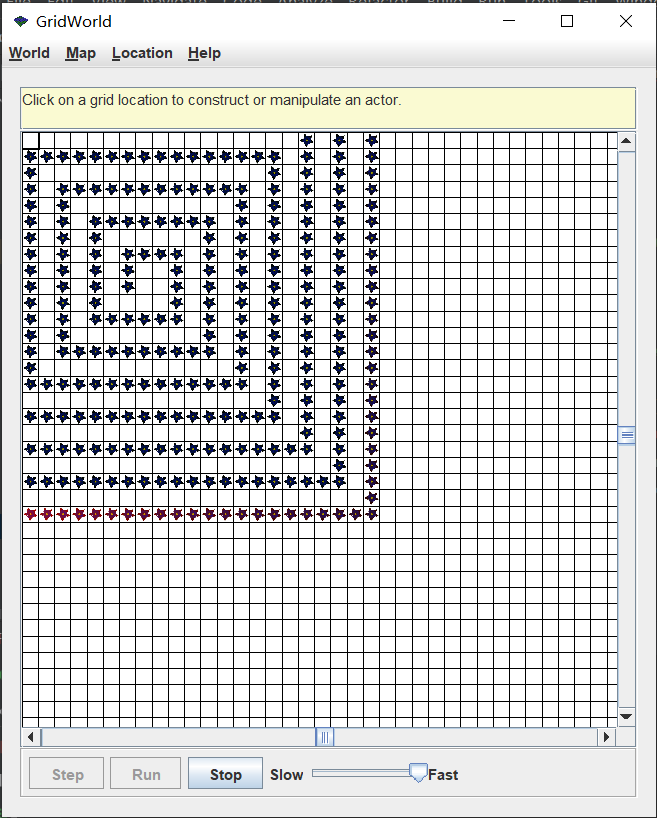 GridWorld
World Map Location Help
Click on a grid location to construct or manipulate an actor.
Step Run Stop Slow Fast